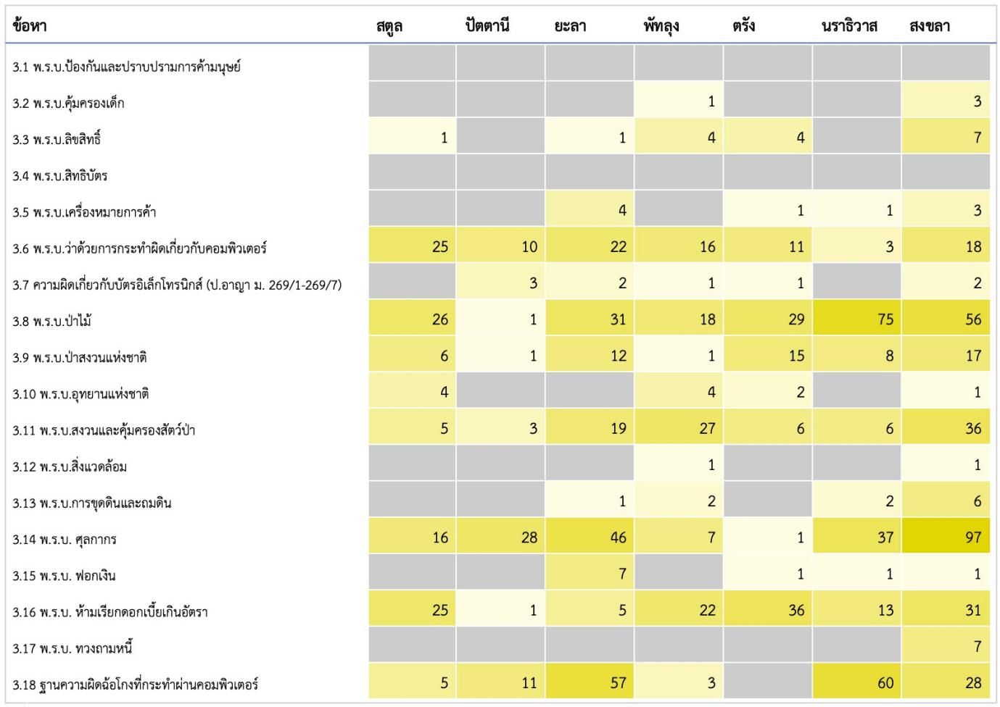 ข้อหา สตูล ปัตตานี ยะลา พัทลุง ตรัง นราธิวาส สงขลา
3.1 พ.ร.บ.ป้องกันและปราบปรามการค้ามนุษย์
3.2 พ.ร.บ.คุ้มครองเด็ก 1 3
3.3 พ.ร.บ.ลิขสิทธิ์ 1 1 4 4 7
3.4 พ.ร.บ.สิทธิบัตร
3.5 พ.ร.บ.เครื่องหมายการค้า 4 1 1 3
3.6 พ.ร.บ.ว่าด้วยการกระทำผิดเกี่ยวกับคอมพิวเตอร์ 25 10 22 16 11 3 18
3.7 ความผิดเกี่ยวกับบัตรอิเล็กโทรนิกส์ (ป.อาญา ม. 269/1-269/7) 3 2 1 1 2
3.8 พ.ร.บ.ป่าไม้ 26 1 31 18 29 75 56
3.9 พ.ร.บ.ป่าสงวนแห่งชาติ 6 1 12 1 15 8 17
3.10 พ.ร.บ.อุทยานแห่งชาติ 4 4 2 1
3.11 พ.ร.บ.สงวนและคุ้มครองสัตว์ป่า 5 3 19 27 6 6 36
3.12 พ.ร.บ.สิ่งแวดล้อม 1 1
3.13 พ.ร.บ.การขุดดินและถมดิน 1 2 2 6
3.14 พ.ร.บ. ศุลกากร 16 28 46 7 1 37 97
3.15 พ.ร.บ. ฟอกเงิน 7 1 1 1
3.16 พ.ร.บ. ห้ามเรียกดอกเบี้ยเกินอัตรา 25 1 5 22 36 13 31
3.17 พ.ร.บ. ทวงถามหนี้ 7
3.18 ฐานความผิดฉ้อโกงที่กระทำผ่านคอมพิวเตอร์ 5 11 57 3 60 28